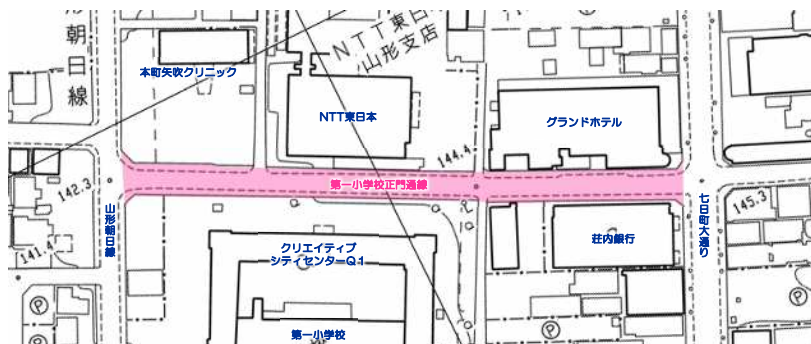 形朝日線
NTT東日本
山形支店
本町矢吹クリニック
NTT東日本
グランドホテル
144.4
第一小学校正門通線
142.3
山形朝日線
七日町大通り
145.3
141.4
クリエイティブ
シティセンターQ1
荘内銀行
P
P
P
第一小学校